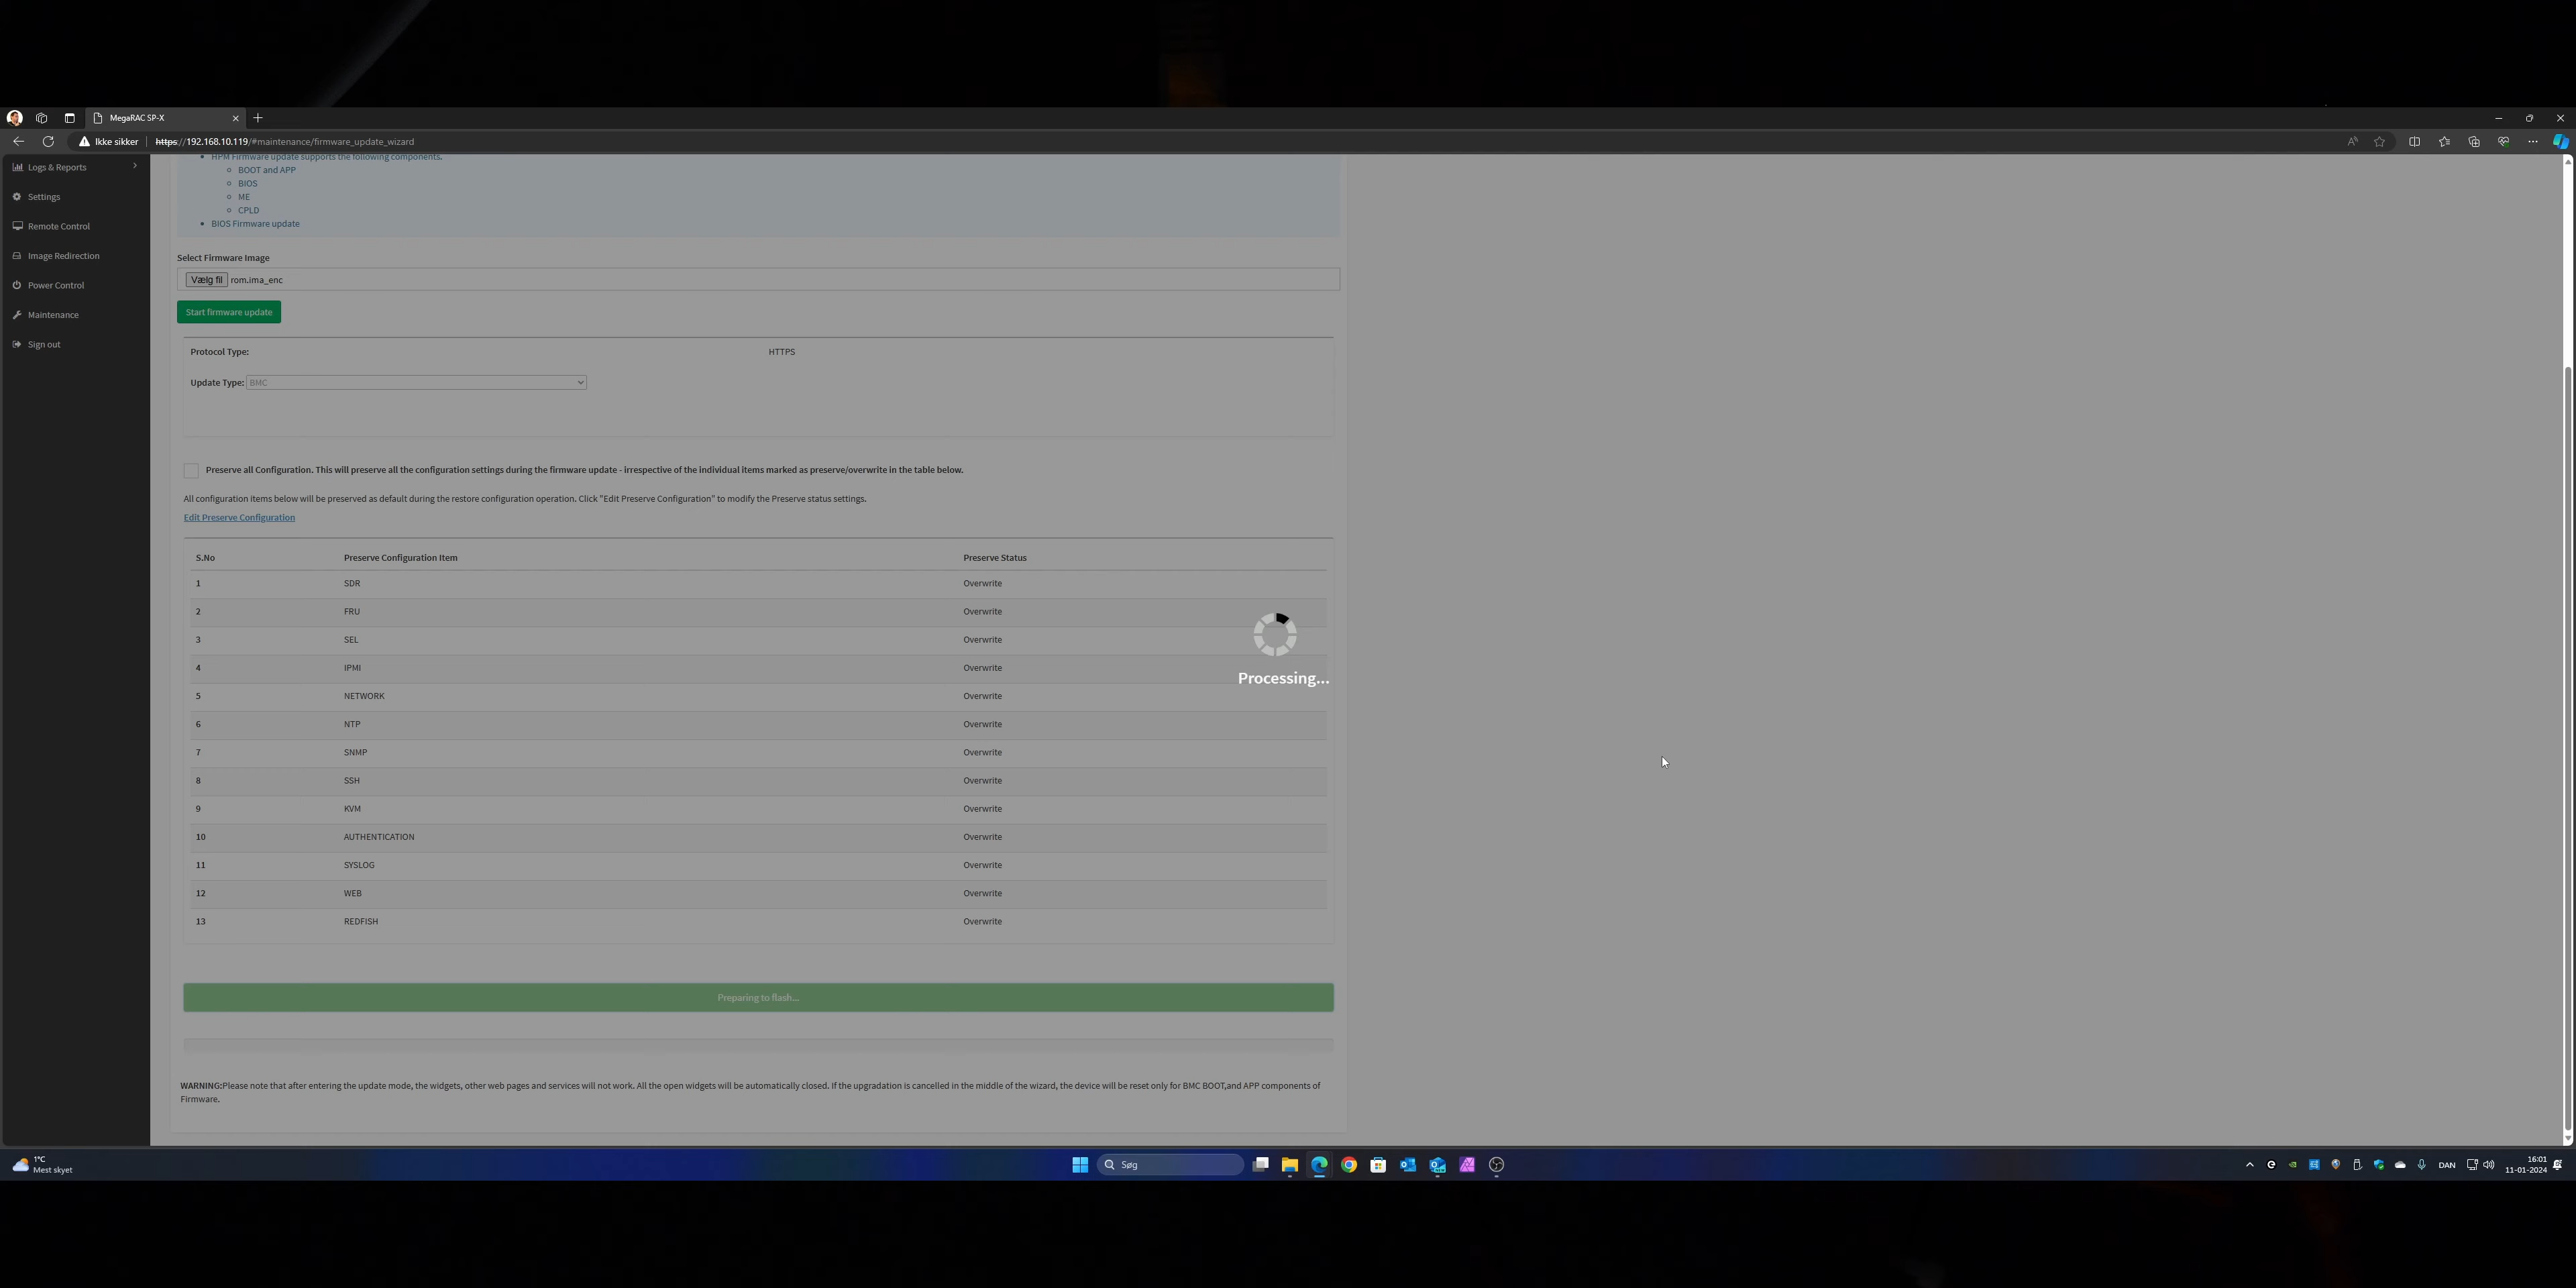 MegaRAC SP-X
Ikke sikker
https://192.168.10.119/#maintenance/firmware_update_wizard
Logs & Reports
Settings
Remote Control
Image Redirection
Power Control
Maintenance
Sign out
HPM Firmware update supports the following components.
BOOT and APP
BIOS
ME
CPLD
BIOS Firmware update
Select Firmware Image
Vælg fil rom.ima_enc
Start firmware update
Protocol Type: HTTPS
Update Type: BMC
Preserve all Configuration. This will preserve all the configuration settings during the firmware update - irrespective of the individual items marked as preserve/overwrite in the table below.
All configuration items below will be preserved as default during the restore configuration operation. Click "Edit Preserve Configuration" to modify the Preserve status settings.
Edit Preserve Configuration
S.No Preserve Configuration Item Preserve Status
1 SDR Overwrite
2 FRU Overwrite
3 SEL Overwrite
4 IPMI Overwrite
5 NETWORK Overwrite
6 NTP Overwrite
7 SNMP Overwrite
8 SSH Overwrite
9 KVM Overwrite
10 AUTHENTICATION Overwrite
11 SYSLOG Overwrite
12 WEB Overwrite
13 REDFISH Overwrite
Processing...
Preparing to flash...
WARNING:Please note that after entering the update mode, the widgets, other web pages and services will not work. All the open widgets will be automatically closed. If the upgradation is cancelled in the middle of the wizard, the device will be reset only for BMC BOOT,and APP components of
Firmware.
1°C
Mest skyet
Søg
DAN
16:01
11-01-2024